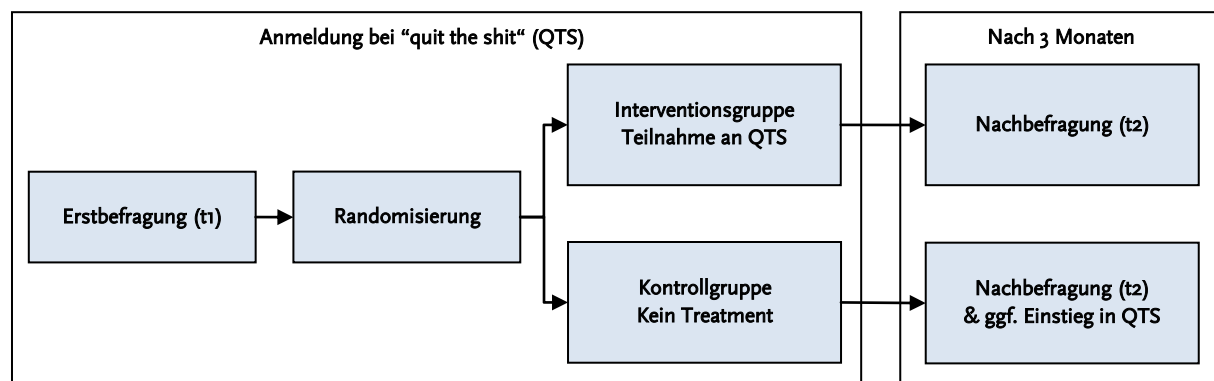 Anmeldung bei “quit the shit“ (QTS)
Nach 3 Monaten
Interventionsgruppe
Teilnahme an QTS
Nachbefragung (t2)
Erstbefragung (t1)
Randomisierung
Kontrollgruppe
Kein Treatment
Nachbefragung (t2)
& ggf. Einstieg in QTS